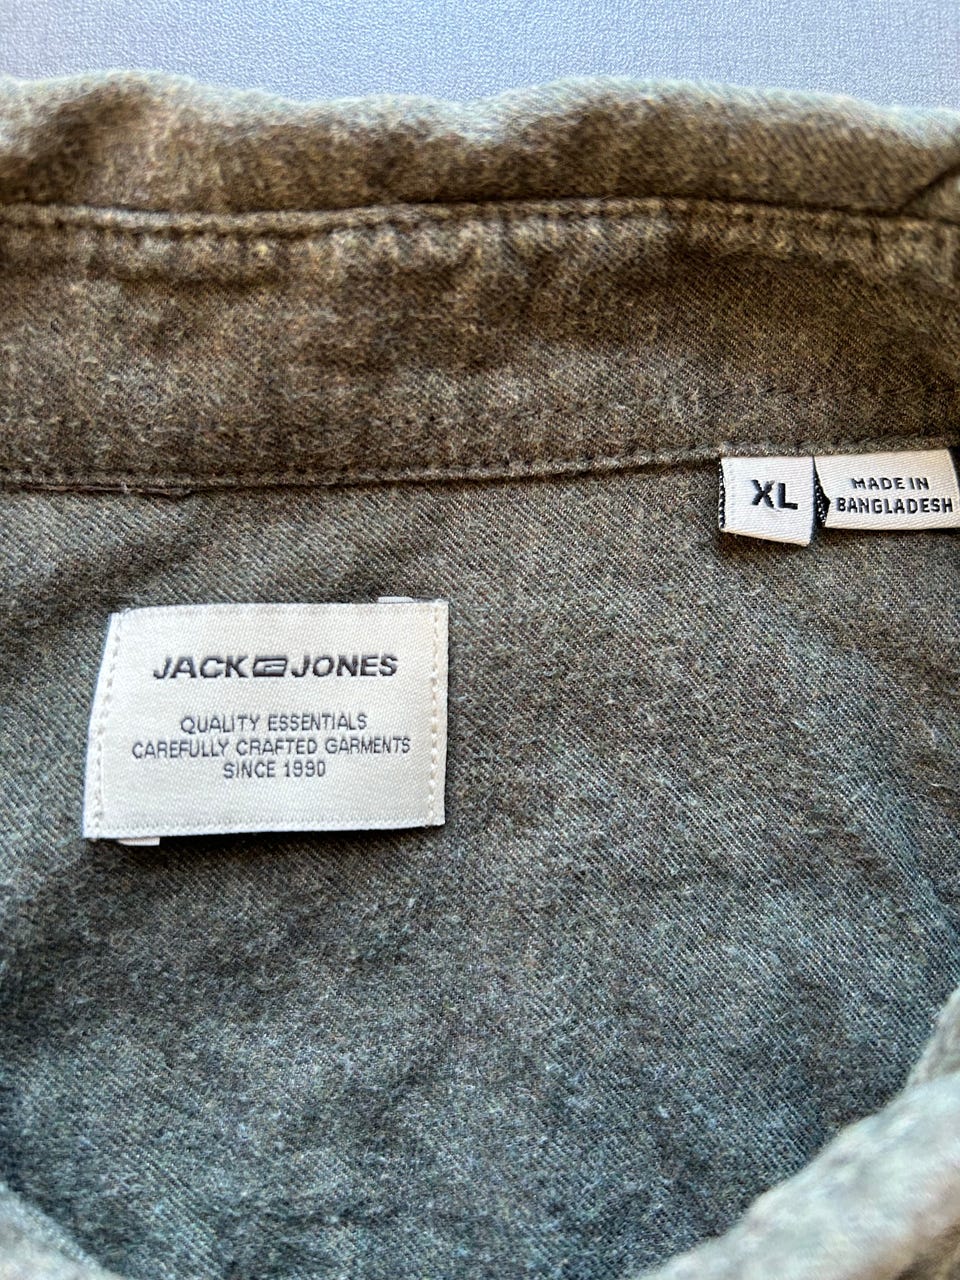 XL
MADE IN
BANGLADESH
JACK & JONES
QUALITY ESSENTIALS
CAREFULLY CRAFTED GARMENTS
SINCE 1990